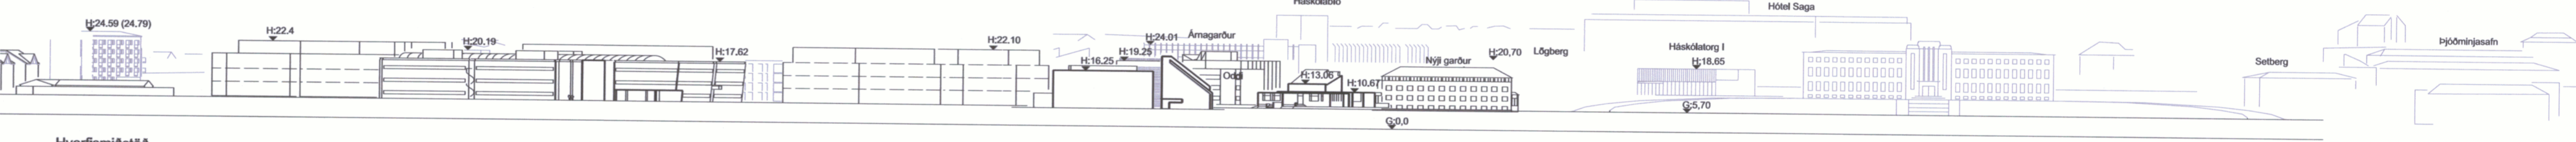 H:24.59 (24.79)
H:22.4
H:20.19
H:17.62
H:22.10
H:16.25
H:19.25
H:24.01
Árnagarður
Oddi
Háskólabíó
H:13.06
H:10.67
Nýji garður
H:20,70
Lögberg
G:0,0
Háskólatorg I
H:18.65
G:5,70
Hótel Saga
Setberg
Þjóðminjasafn